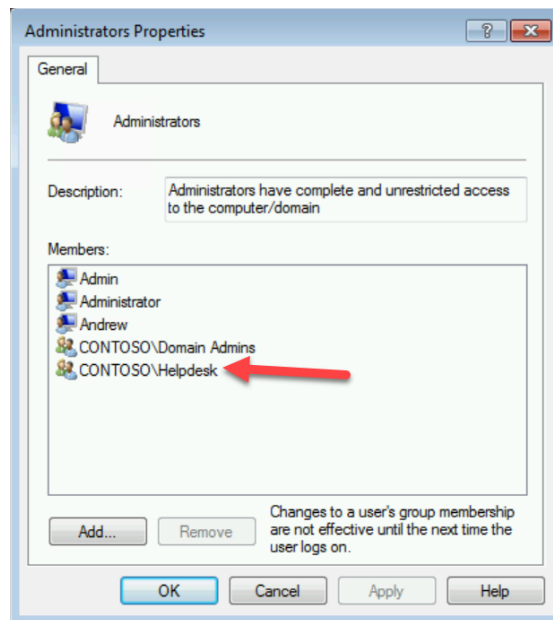 Administrators Properties
General
Administrators
Description:
Administrators have complete and unrestricted access
to the computer/domain
Members:
Admin
Administrator
Andrew
CONTOSO\Domain Admins
CONTOSO\Helpdesk
Add...
Remove
Changes to a user's group membership
are not effective until the next time the
user logs on.
OK
Cancel
Apply
Help